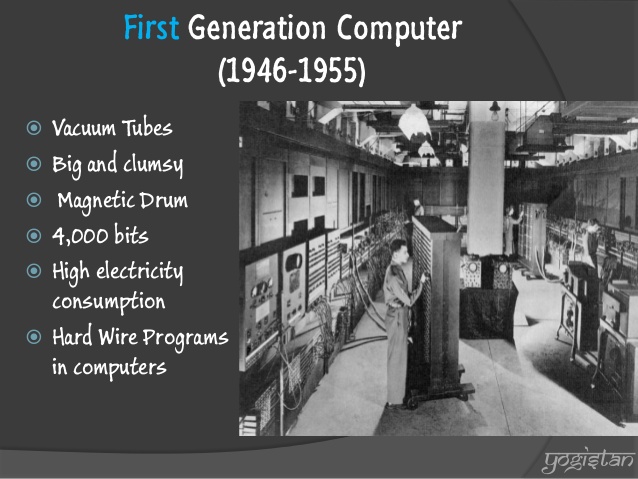 First Generation Computer
(1946-1955)
Vacuum Tubes
Big and clumsy
Magnetic Drum
4,000 bits
High electricity
consumption
Hard Wire Programs
in computers
YOGISTAN